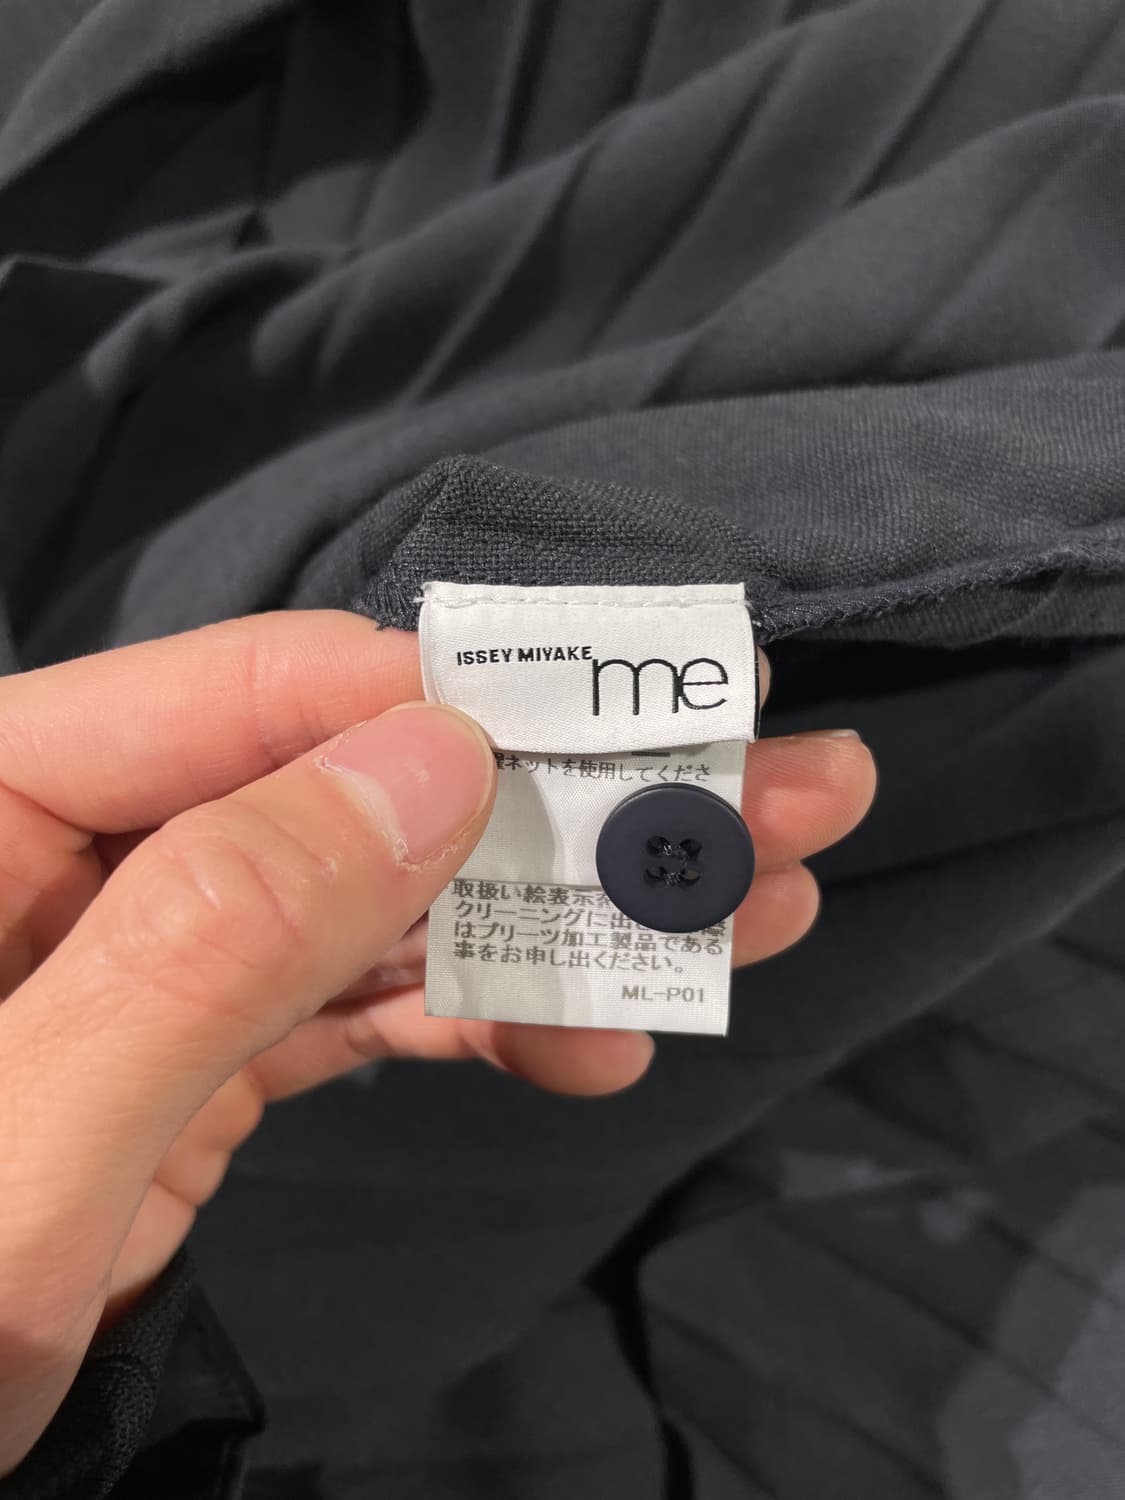 ISSEY MIYAKE me
ネットを使用してくださ
取扱い絵表示を
クリーニングに出
はプリーツ加工製品である
事をお申し出ください。
ML-P01